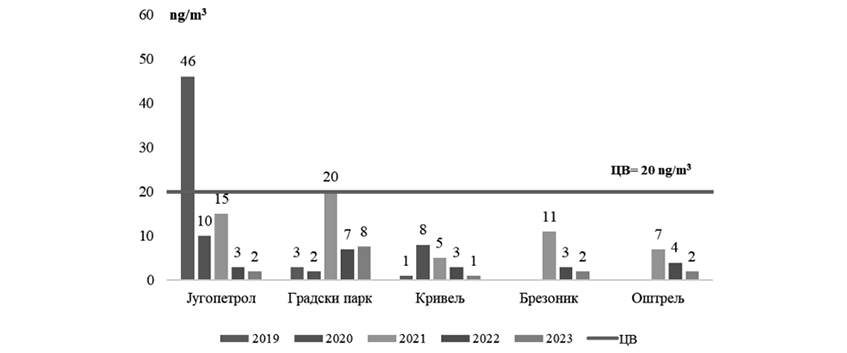 60 ng/m³
50
46
40
30
ЦВ= 20 ng/m³
20
20
15
10 10 3 2 3 2 7 8 1 8 5 3 1 11 3 2 7 4 2
0
Југопетрол Градски парк Кривељ Брезоник Оштрељ
2019 2020 2021 2022 2023 ЦВ